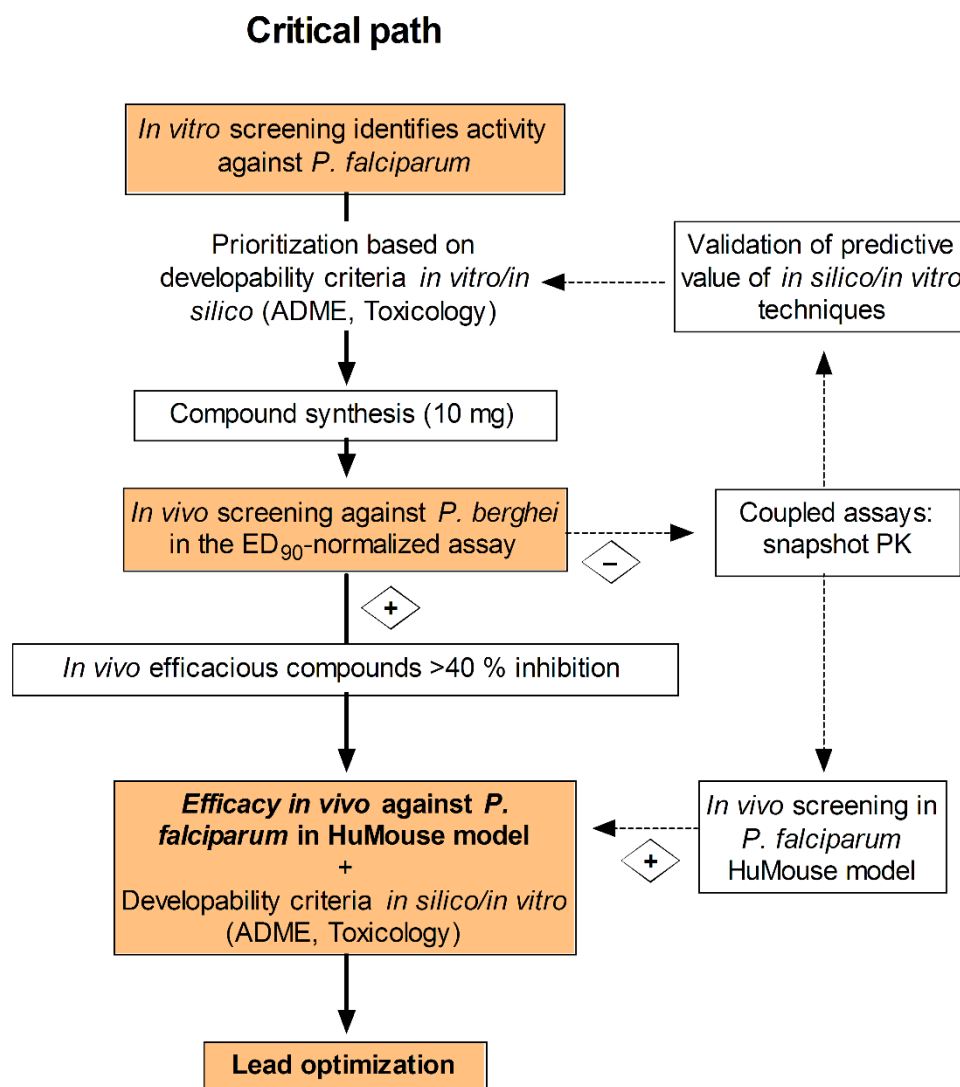 Critical path
In vitro screening identifies activity
against P. falciparum
Prioritization based on
developability criteria in vitro/in
silico (ADME, Toxicology)
Validation of predictive
value of in silico/in vitro
techniques
Compound synthesis (10 mg)
In vivo screening against P. berghei
in the ED90-normalized assay
–
Coupled assays:
snapshot PK
+
In vivo efficacious compounds >40 % inhibition
Efficacy in vivo against P.
falciparum in HuMouse model
+
Developability criteria in silico/in vitro
(ADME, Toxicology)
+
In vivo screening in
P. falciparum
HuMouse model
Lead optimization